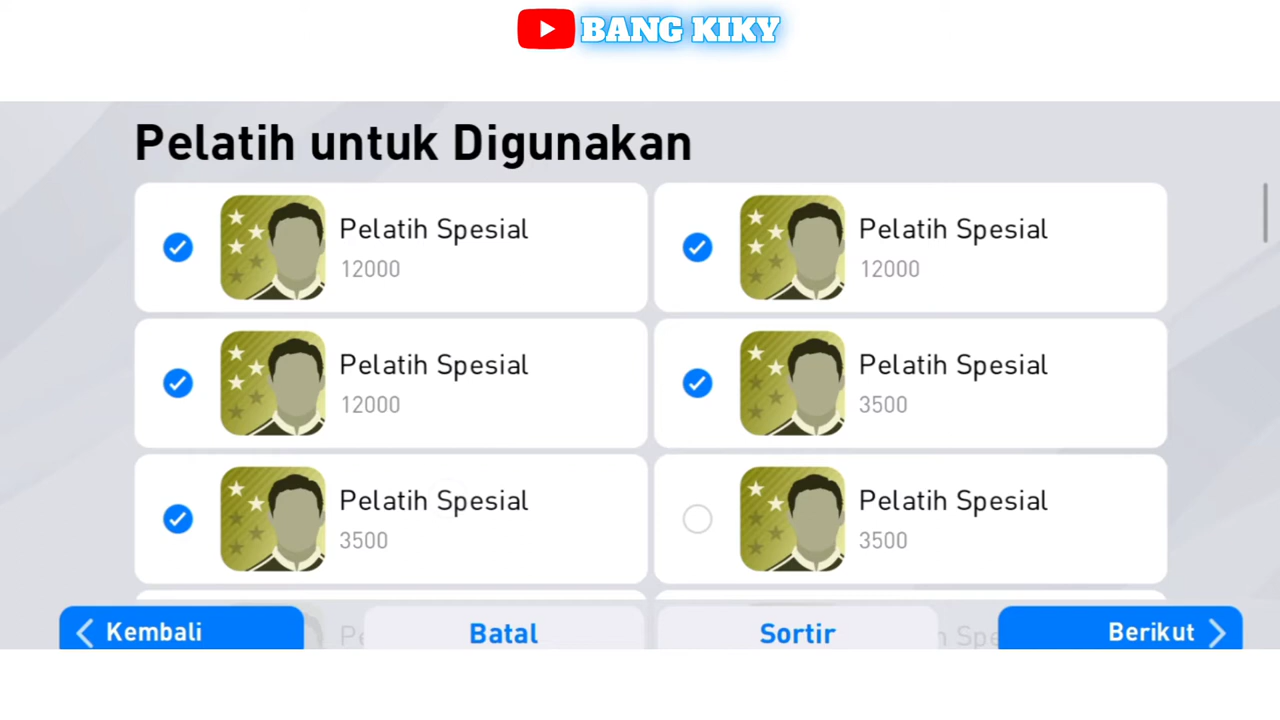 BANG KIKY
Pelatih untuk Digunakan
Pelatih Spesial
12000
Pelatih Spesial
12000
Pelatih Spesial
12000
Pelatih Spesial
3500
Pelatih Spesial
3500
Pelatih Spesial
3500
Kembali
Batal
Sortir
Berikut